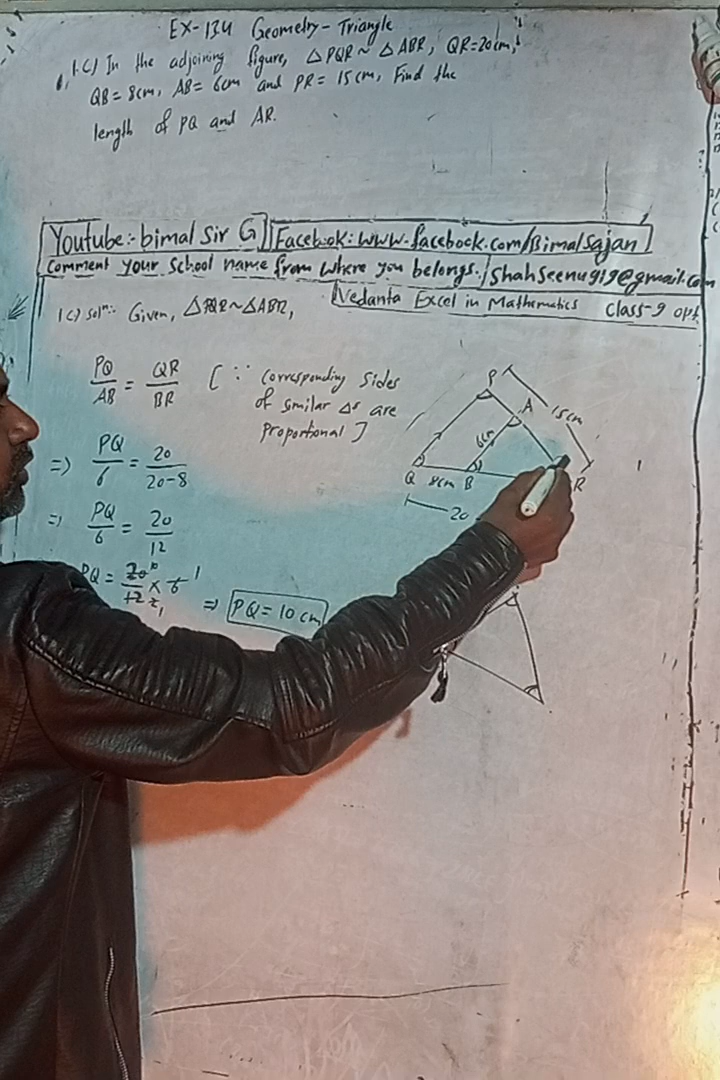 EX-13.4 Geometry-Triangle
1.C) In the adjoining figure, △PQR ~ △ABR, QR=20cm,
QB = 8cm, AB = 6cm and PR = 15cm, Find the
length of PQ and AR.
Youtube:- bimal Sir G Facebook: www.facebook.com/Bimalsajan
Comment your School name from where you belongs. / Shahseenu919@gmail.com
1 c) Solⁿ:- Given, △PQR ~ △ABR, Vedanta Excel in Mathematics Class-9 opt
PQ/AB = QR/BR [ ∵ Corresponding Sides
of similar △s are
proportional ]
=> PQ/6 = 20/20-8
=> PQ/6 = 20/12
PQ = 20/12 × 6 => PQ = 10 cm
P
A
15cm
6cm
Q 8cm B R
20